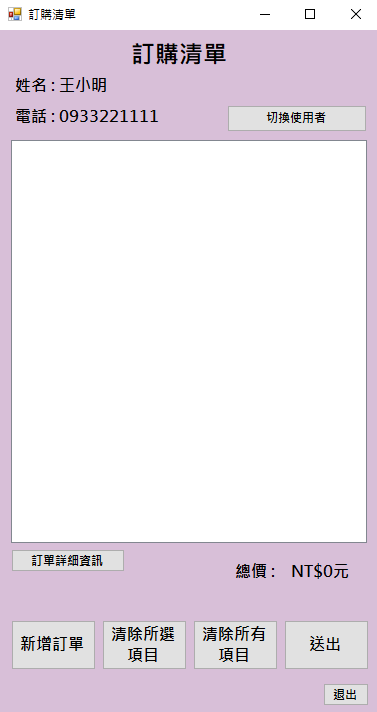 訂購清單
訂購清單
姓名 : 王小明
電話 : 0933221111
切換使用者
訂單詳細資訊
總價 : NT$0元
新增訂單
清除所選
項目
清除所有
項目
送出
退出